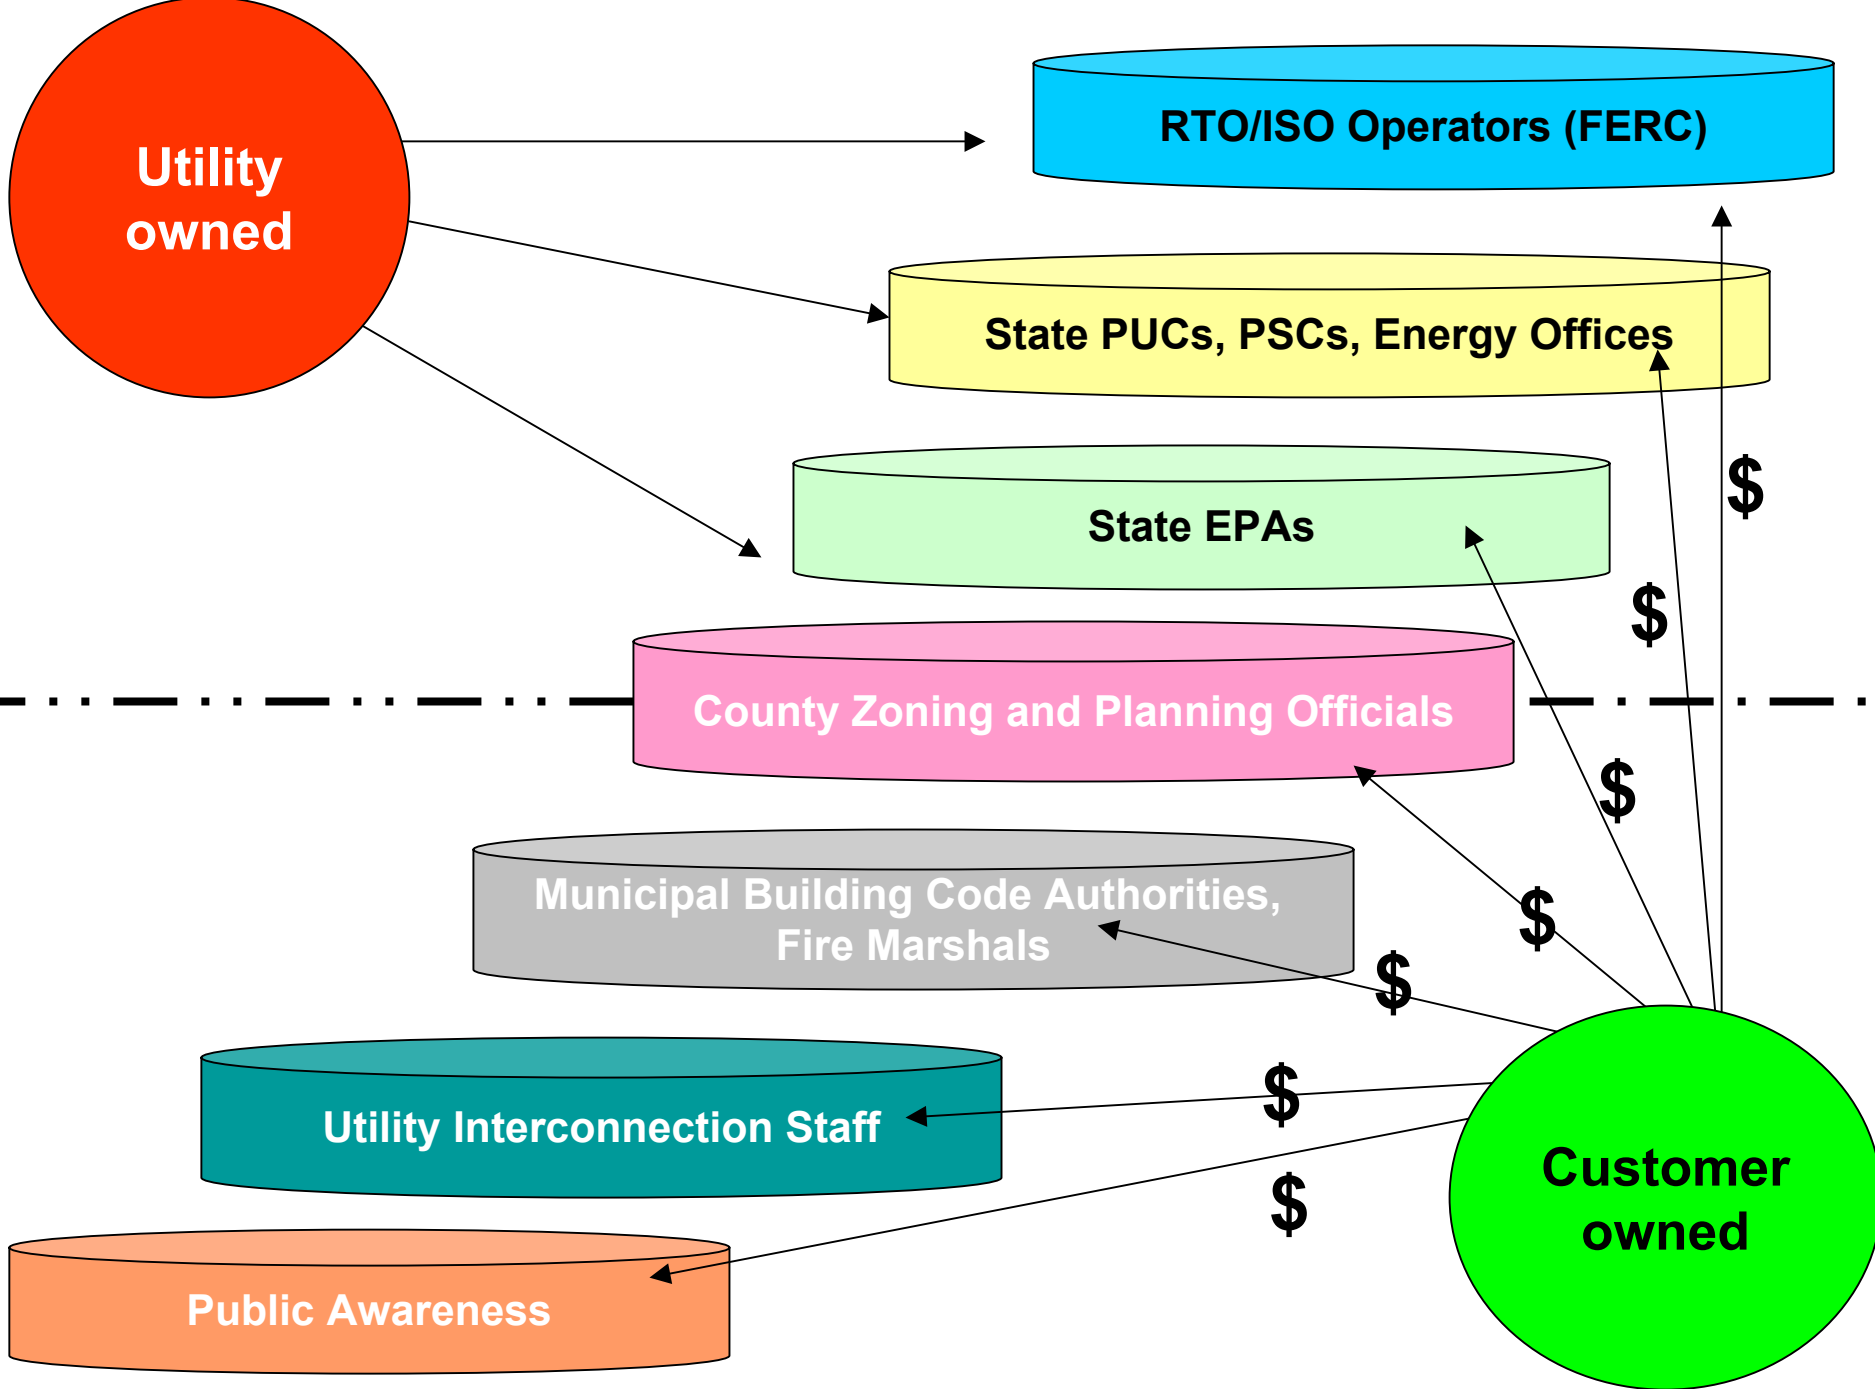 Utility
owned
RTO/ISO Operators (FERC)
State PUCs, PSCs, Energy Offices
$
State EPAs
$
County Zoning and Planning Officials
$
Municipal Building Code Authorities,
Fire Marshals
$
$
Utility Interconnection Staff
$
$
Customer
owned
Public Awareness